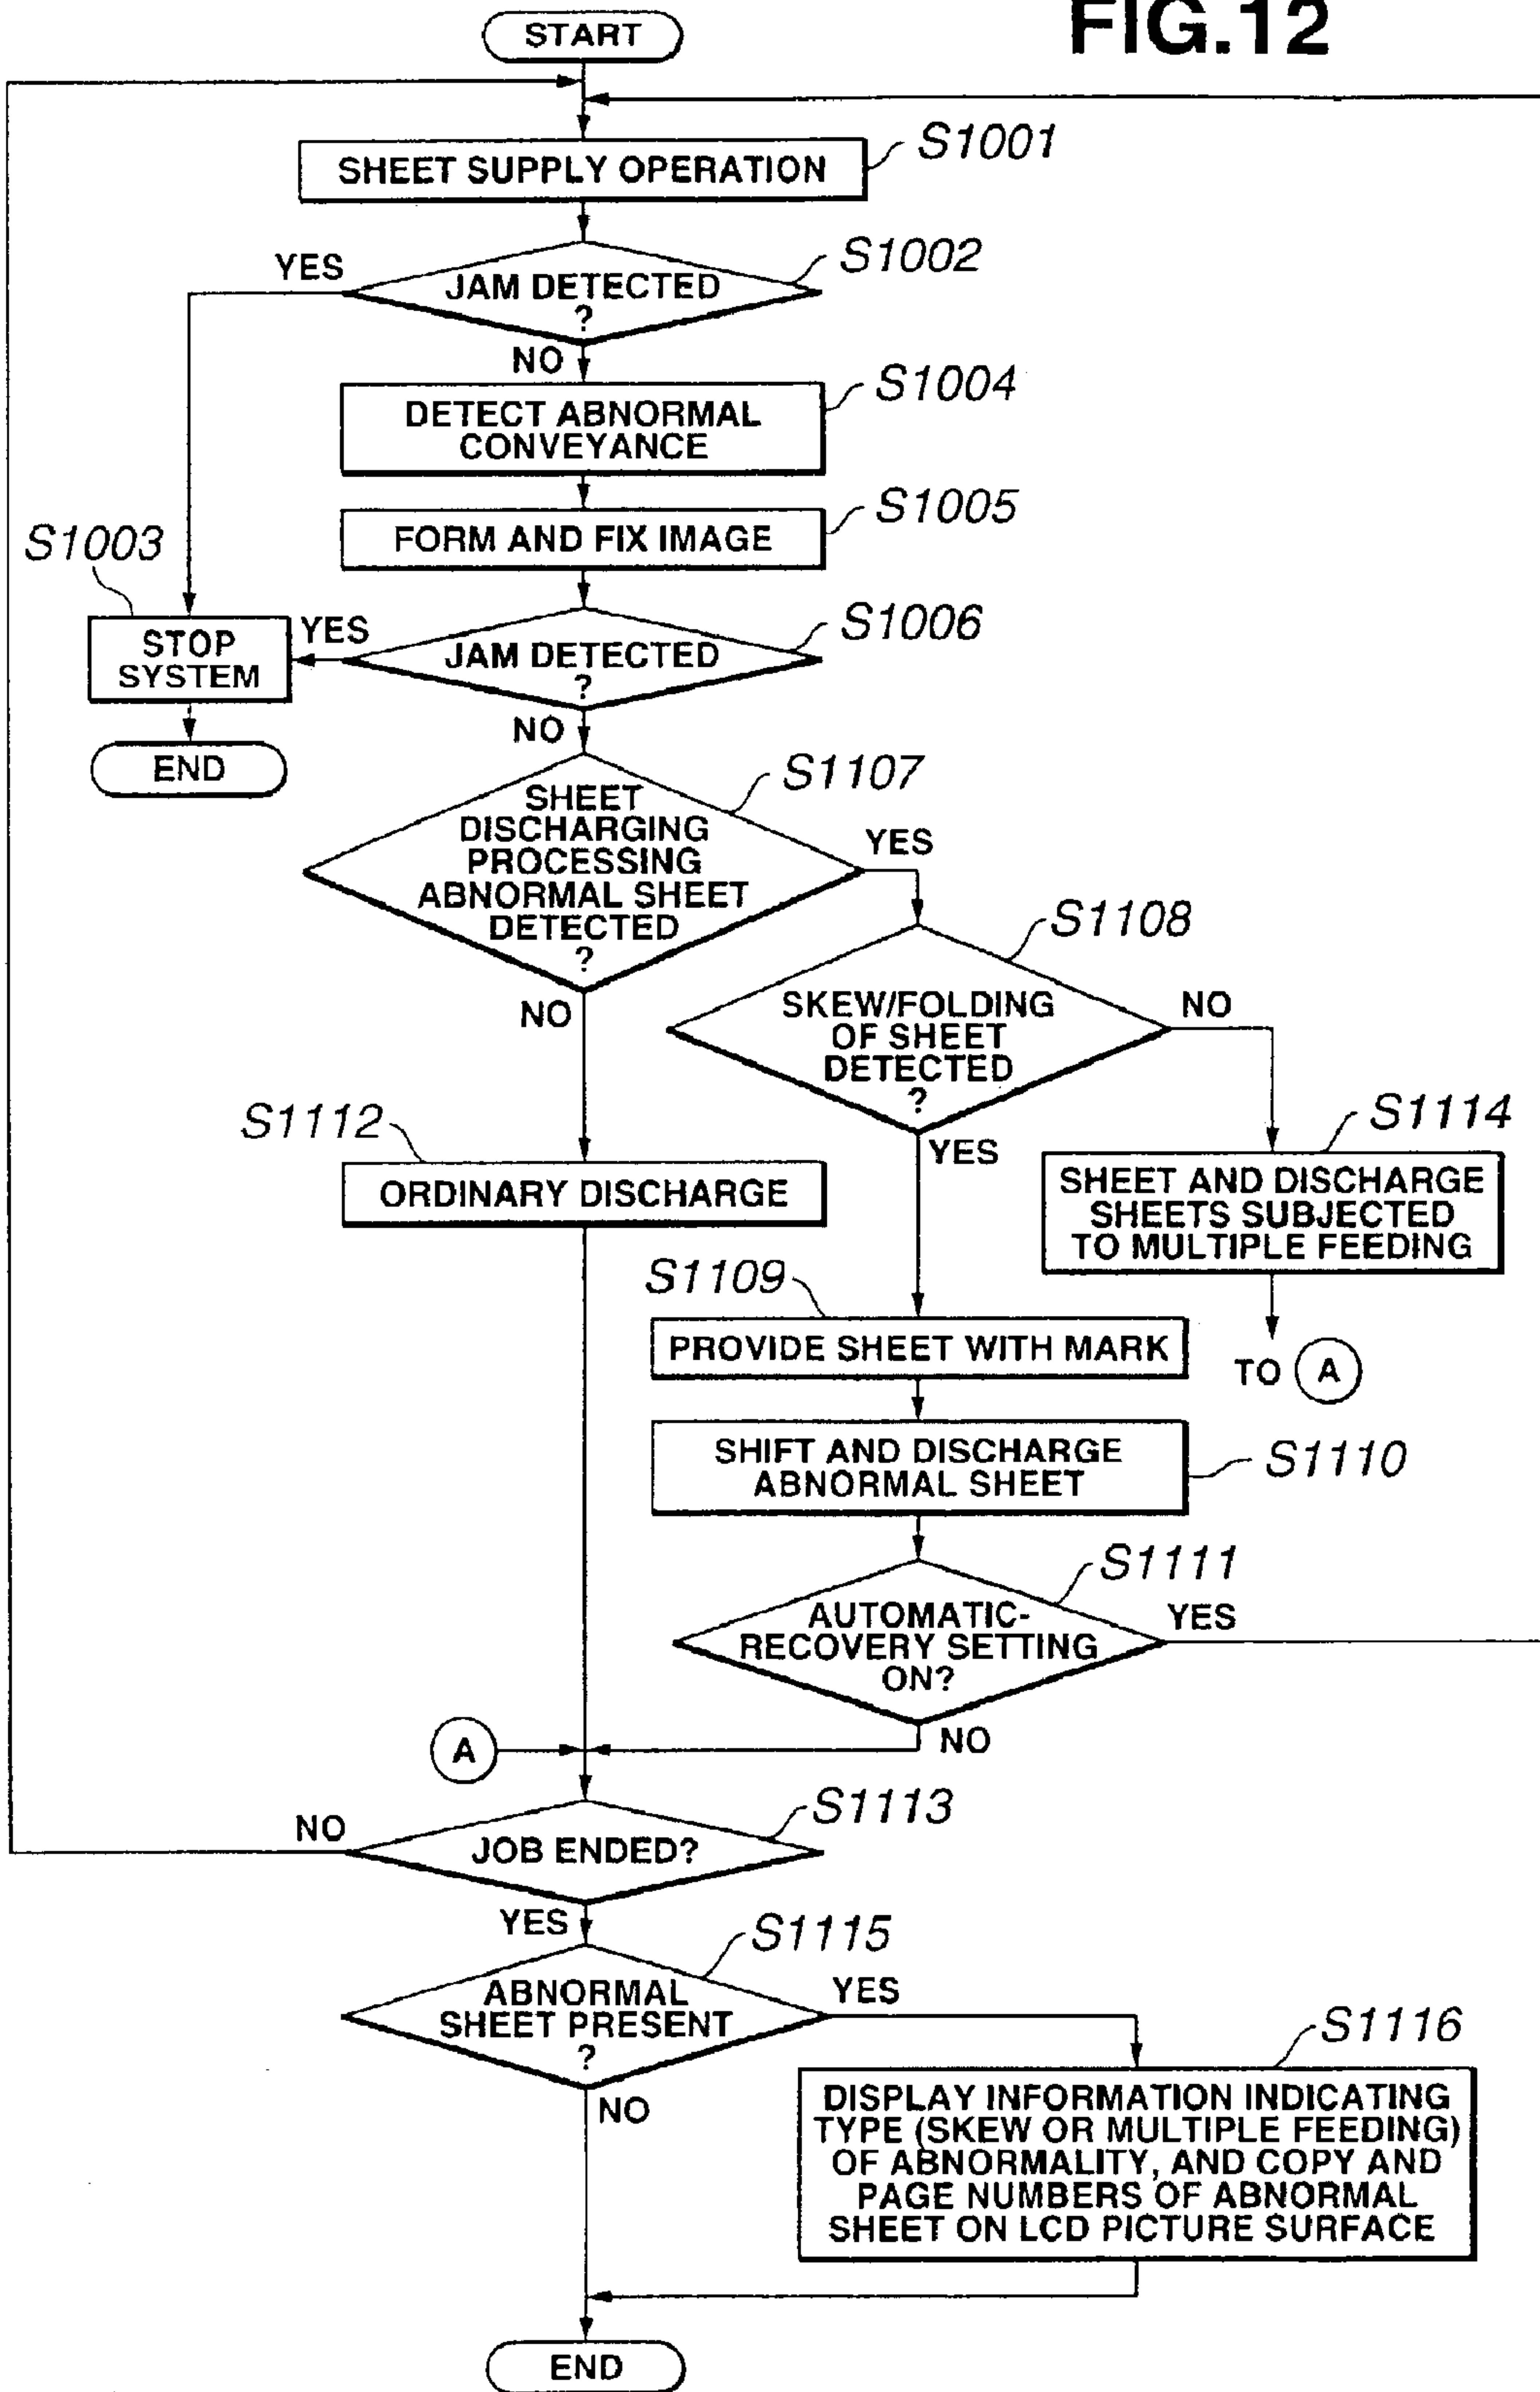 FIG.12
START
SHEET SUPPLY OPERATION
S1001
JAM DETECTED
?
S1002
YES
NO
DETECT ABNORMAL
CONVEYANCE
S1004
FORM AND FIX IMAGE
S1005
S1003
STOP
SYSTEM
END
YES
JAM DETECTED
?
S1006
NO
SHEET
DISCHARGING
PROCESSING
ABNORMAL SHEET
DETECTED
?
S1107
YES
NO
SKEW/FOLDING
OF SHEET
DETECTED
?
S1108
NO
YES
S1112
ORDINARY DISCHARGE
S1114
SHEET AND DISCHARGE
SHEETS SUBJECTED
TO MULTIPLE FEEDING
TO A
S1109
PROVIDE SHEET WITH MARK
SHIFT AND DISCHARGE
ABNORMAL SHEET
S1110
AUTOMATIC-
RECOVERY SETTING
ON?
S1111
YES
NO
A
JOB ENDED?
S1113
NO
YES
ABNORMAL
SHEET PRESENT
?
S1115
YES
NO
S1116
DISPLAY INFORMATION INDICATING
TYPE (SKEW OR MULTIPLE FEEDING)
OF ABNORMALITY, AND COPY AND
PAGE NUMBERS OF ABNORMAL
SHEET ON LCD PICTURE SURFACE
END